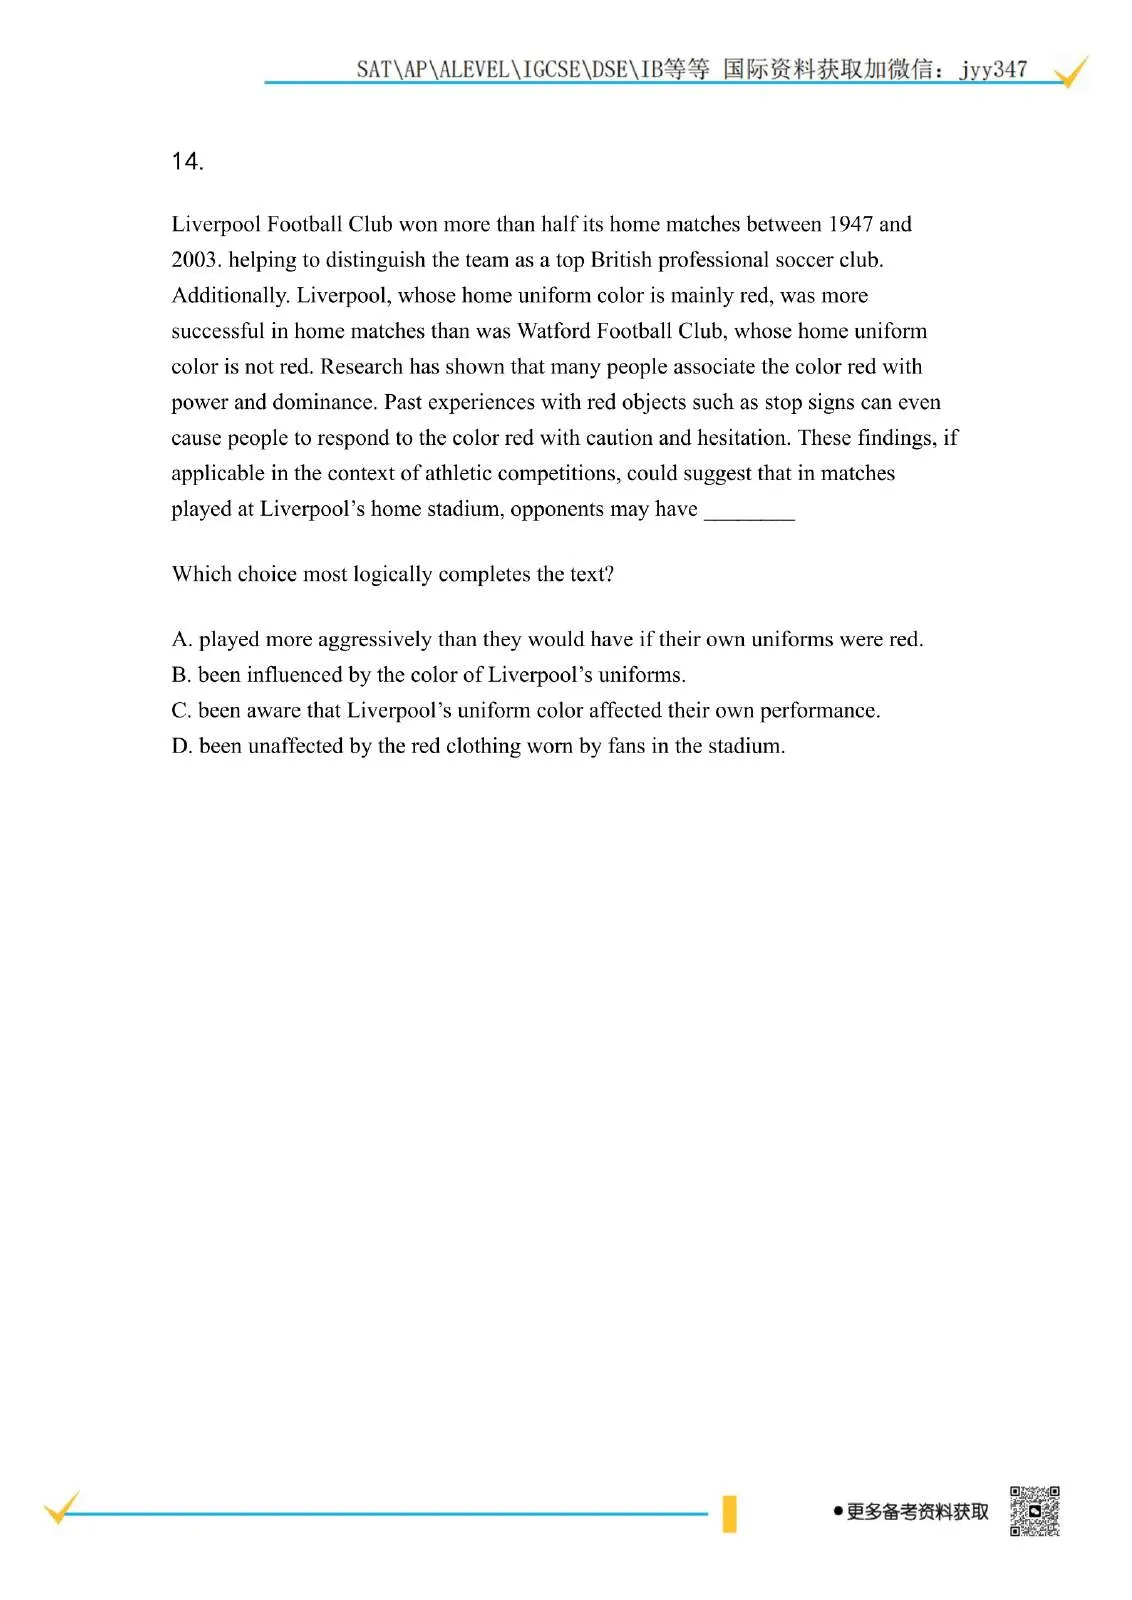 SAT\AP\ALEVEL\IGCSE\DSE\IB等等 国际资料获取加微信：jyy347
14.
Liverpool Football Club won more than half its home matches between 1947 and
2003. helping to distinguish the team as a top British professional soccer club.
Additionally. Liverpool, whose home uniform color is mainly red, was more
successful in home matches than was Watford Football Club, whose home uniform
color is not red. Research has shown that many people associate the color red with
power and dominance. Past experiences with red objects such as stop signs can even
cause people to respond to the color red with caution and hesitation. These findings, if
applicable in the context of athletic competitions, could suggest that in matches
played at Liverpool’s home stadium, opponents may have ________
Which choice most logically completes the text?
A. played more aggressively than they would have if their own uniforms were red.
B. been influenced by the color of Liverpool’s uniforms.
C. been aware that Liverpool’s uniform color affected their own performance.
D. been unaffected by the red clothing worn by fans in the stadium.
●更多备考资料获取